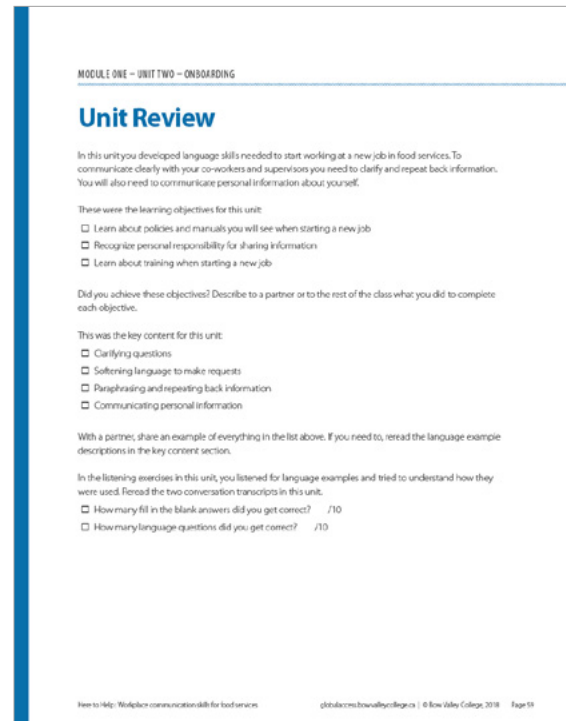 MODULE ONE – UNIT TWO – ONBOARDING
Unit Review
In this unit you developed language skills needed to start working at a new job in food services. To
communicate clearly with your co-workers and supervisors you need to clarify and repeat back information.
You will also need to communicate personal information about yourself.
These were the learning objectives for this unit:
☐ Learn about policies and manuals you will see when starting a new job
☐ Recognize personal responsibility for sharing information
☐ Learn about training when starting a new job
Did you achieve these objectives? Describe to a partner or to the rest of the class what you did to complete
each objective.
This was the key content for this unit:
☐ Clarifying questions
☐ Softening language to make requests
☐ Paraphrasing and repeating back information
☐ Communicating personal information
With a partner, share an example of everything in the list above. If you need to, reread the language example
descriptions in the key content section.
In the listening exercises in this unit, you listened for language examples and tried to understand how they
were used. Reread the two conversation transcripts in this unit.
☐ How many fill in the blank answers did you get correct? /10
☐ How many language questions did you get correct? /10
Here to Help: Workplace communication skills for food services globalaccess.bowvalleycollege.ca | © Bow Valley College, 2018 Page 59